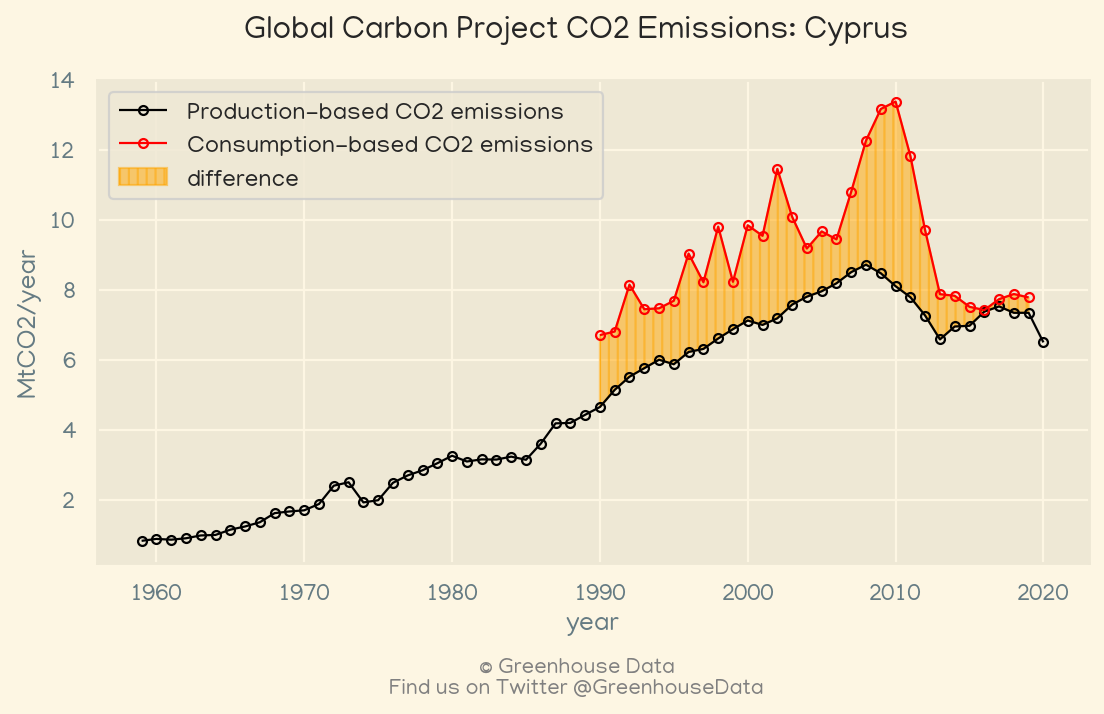 Global Carbon Project CO2 Emissions: Cyprus
14
12
10
8
6
4
2
MtCO2/year
Production-based CO2 emissions
Consumption-based CO2 emissions
difference
1960 1970 1980 1990 2000 2010 2020
year
© Greenhouse Data
Find us on Twitter @GreenhouseData